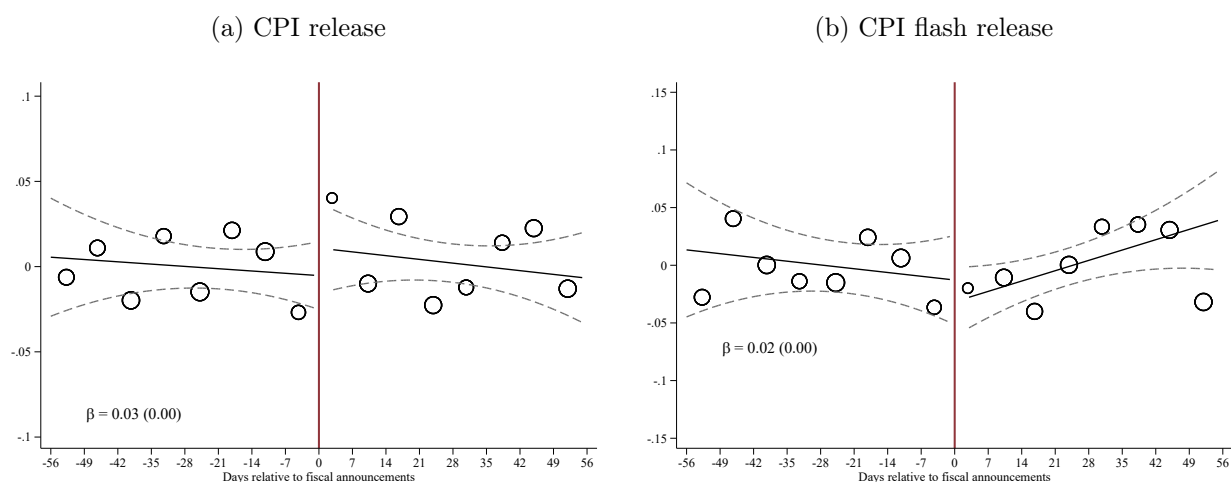 (a) CPI release
.1
.05
0
-.05
-.1
β = 0.03 (0.00)
-56 -49 -42 -35 -28 -21 -14 -7 0 7 14 21 28 35 42 49 56
Days relative to fiscal announcements
(b) CPI flash release
.15
.1
.05
0
-.05
-.1
-.15
β = 0.02 (0.00)
-56 -49 -42 -35 -28 -21 -14 -7 0 7 14 21 28 35 42 49 56
Days relative to fiscal announcements